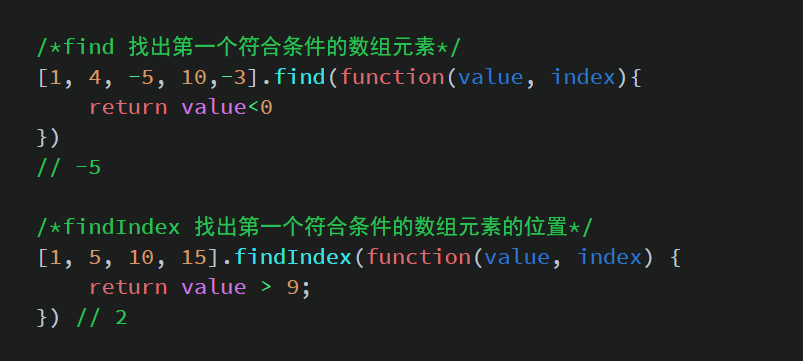 /*find 找出第一个符合条件的数组元素*/
[1, 4, -5, 10,-3].find(function(value, index){
    return value<0
})
// -5

/*findIndex 找出第一个符合条件的数组元素的位置*/
[1, 5, 10, 15].findIndex(function(value, index) {
    return value > 9;
}) // 2